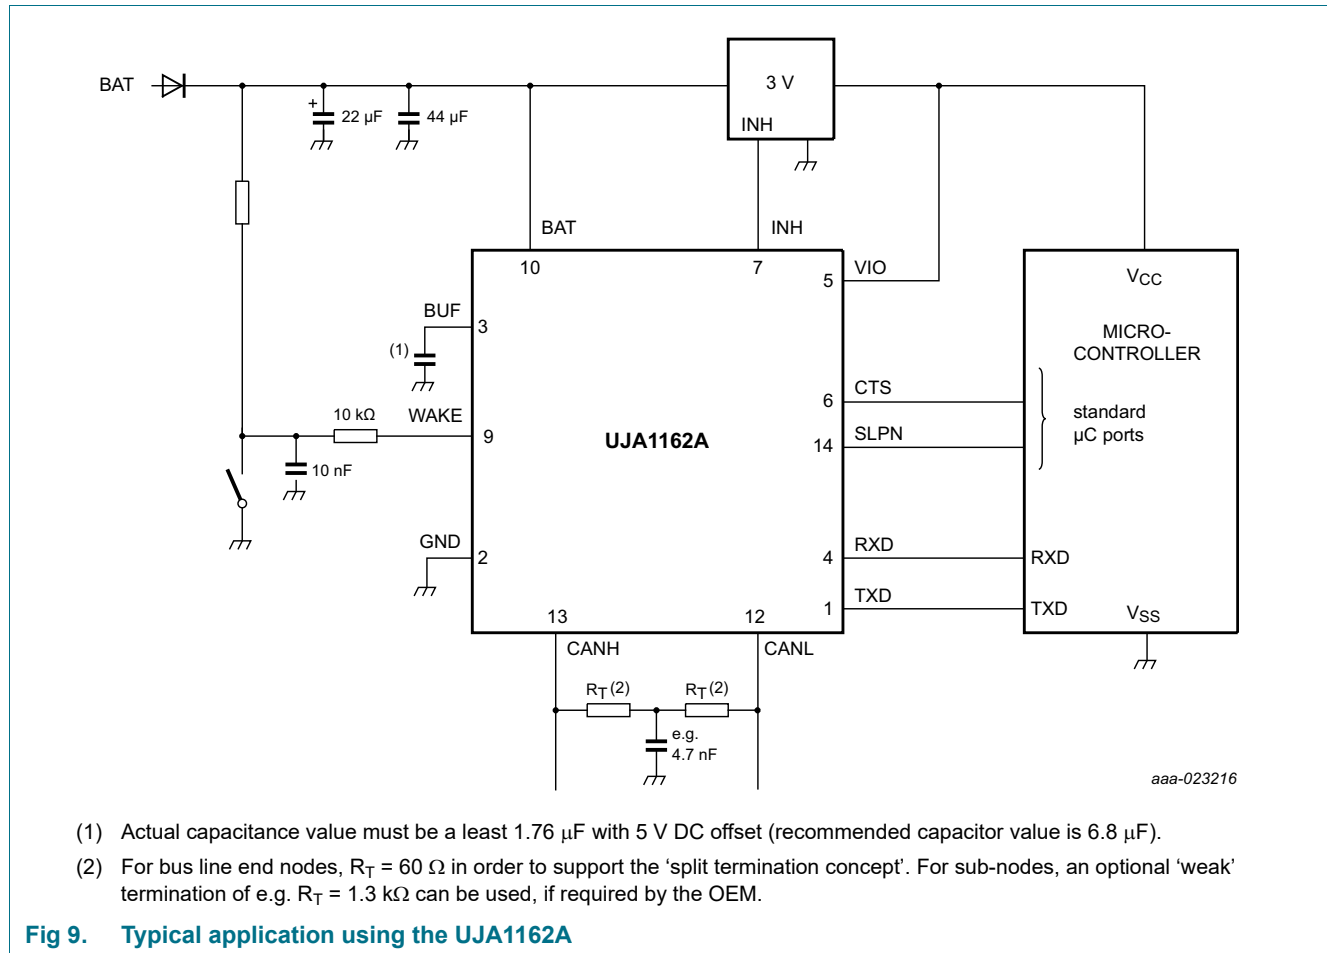 3 V
BAT
+
22 µF
44 µF
INH
BAT
INH
10
7
5
VIO
VCC
BUF
3
(1)
MICRO-
CONTROLLER
6
CTS
standard
µC ports
10 kΩ
WAKE
9
UJA1162A
14
SLPN
10 nF
GND
2
4
RXD
RXD
13
12
1
TXD
TXD
VSS
CANH
CANL
RT(2)
RT(2)
e.g.
4.7 nF
aaa-023216
(1) Actual capacitance value must be a least 1.76 µF with 5 V DC offset (recommended capacitor value is 6.8 µF).
(2) For bus line end nodes, RT = 60 Ω in order to support the ‘split termination concept’. For sub-nodes, an optional ‘weak’
termination of e.g. RT = 1.3 kΩ can be used, if required by the OEM.
Fig 9. Typical application using the UJA1162A